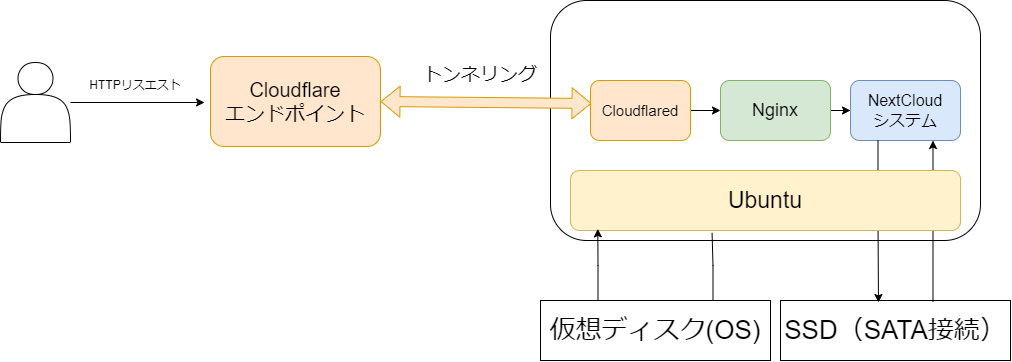 HTTPリスエスト
Cloudflare
エンドポイント
トンネリング
Cloudflared
Nginx
NextCloud
システム
Ubuntu
仮想ディスク(OS)
SSD（SATA接続）